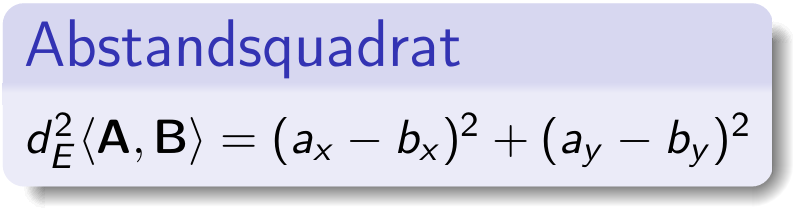 Abstandsquadrat
d_E^2⟨A, B⟩ = (a_x − b_x)^2 + (a_y − b_y)^2